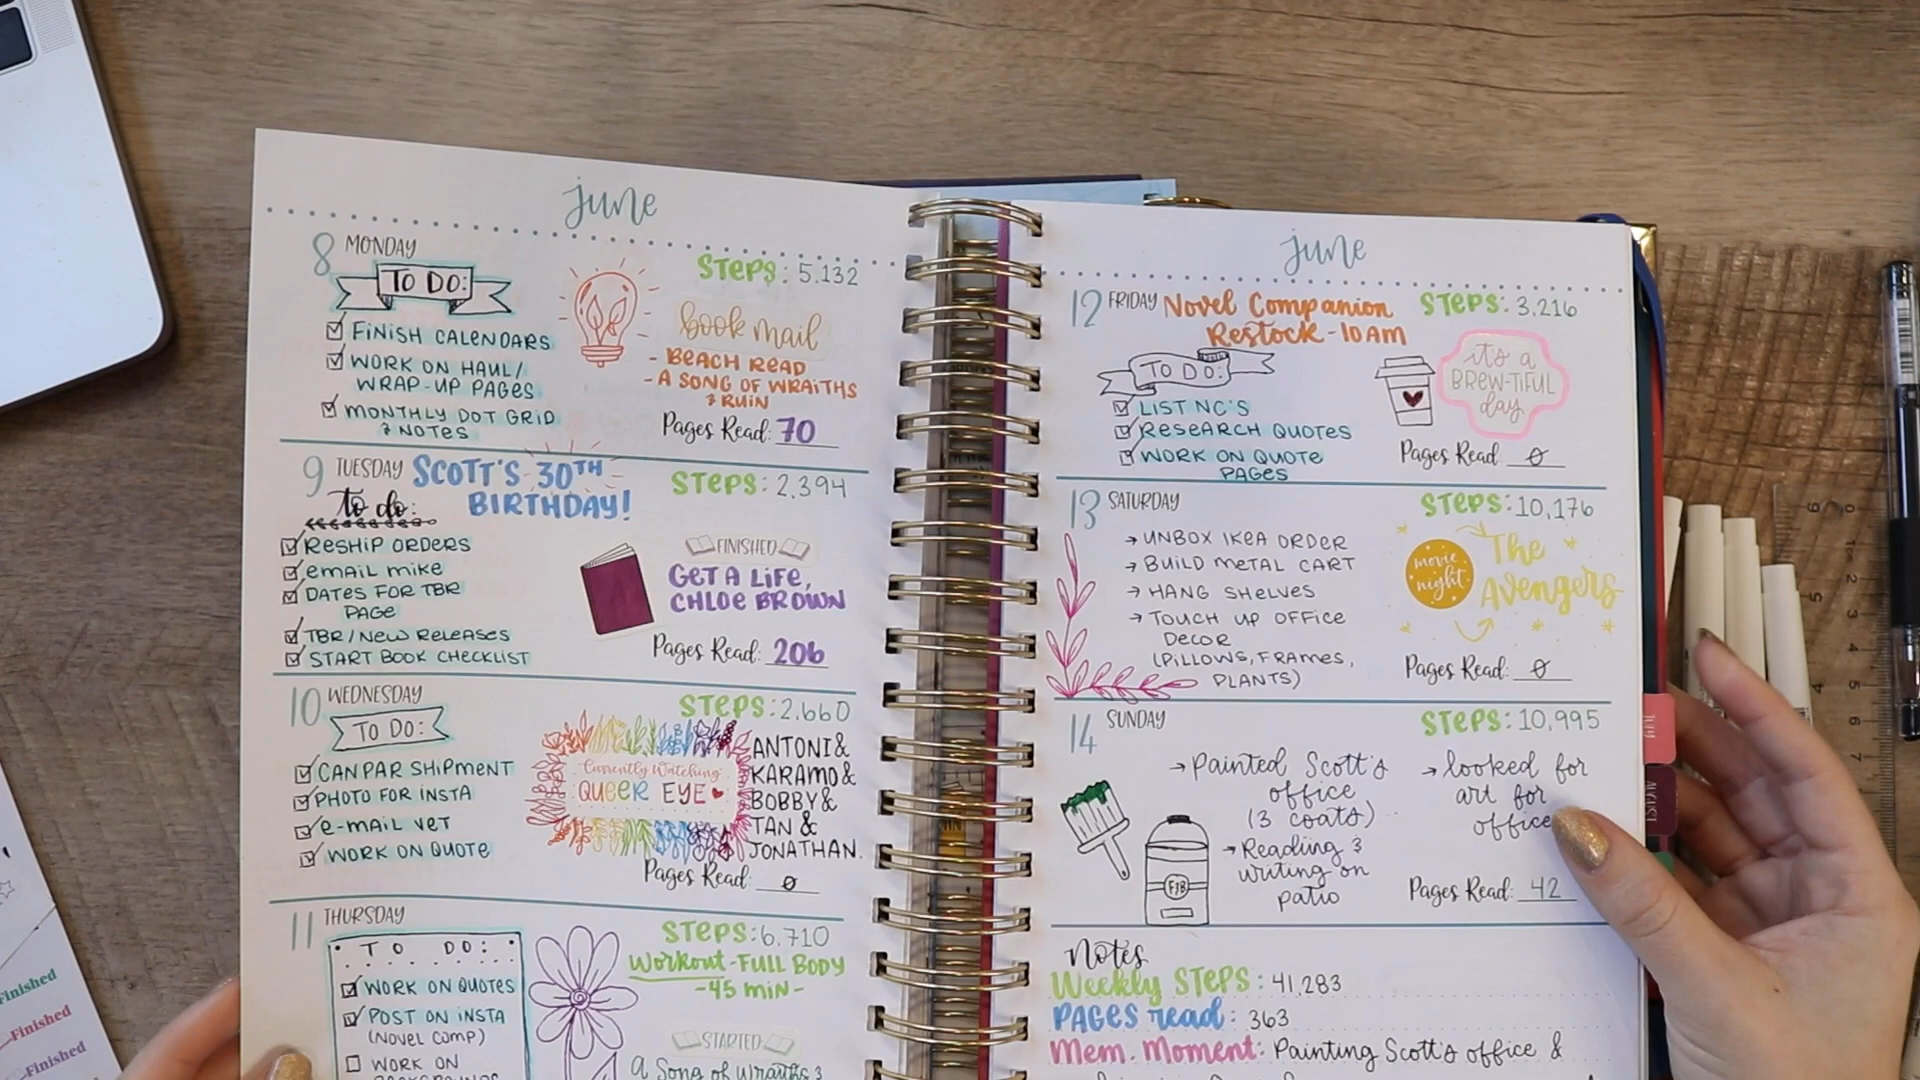 june
8 MONDAY
TO DO:
FINISH CALENDARS
WORK ON HAUL/
WRAP-UP PAGES
MONTHLY DOT GRID
& NOTES
STEPS: 5,132
book mail
- BEACH READ
- A SONG OF WRAITHS
& RUIN
Pages Read: 70
9 TUESDAY SCOTT'S 30TH
BIRTHDAY!
to do:
RESHIP ORDERS
EMAIL MIKE
DATES FOR TBR
PAGE
TBR/NEW RELEASES
START BOOK CHECKLIST
STEPS: 2,394
FINISHED
GET A LIFE,
CHLOE BROWN
Pages Read: 206
10 WEDNESDAY
TO DO:
CANPAR SHIPMENT
PHOTO FOR INSTA
E-MAIL VET
WORK ON QUOTE
STEPS: 2,660
Currently Watching
QUEER EYE
ANTONI &
KARAMO &
BOBBY &
TAN &
JONATHAN.
Pages Read: 0
11 THURSDAY
TO DO:
WORK ON QUOTES
POST ON INSTA
(NOVEL COMP)
WORK ON
STEPS: 6,710
Workout - FULL BODY
- 45 MIN -
STARTED
A Song of Wraiths &
june
12 FRIDAY Novel Companion
Restock - 10 AM
STEPS: 3,216
TO DO:
LIST NC'S
RESEARCH QUOTES
WORK ON QUOTE
PAGES
it's a
BREW-TIFUL
day
Pages Read 0
13 SATURDAY
STEPS: 10,176
→ UNBOX IKEA ORDER
→ BUILD METAL CART
→ HANG SHELVES
→ TOUCH UP OFFICE
DECOR
(PILLOWS, FRAMES,
PLANTS)
movie
night
The
Avengers
Pages Read: 0
14 SUNDAY
STEPS: 10,995
→ Painted Scott's
office
(3 coats)
→ Reading &
writing on
patio
F&B
→ looked for
art for
office
Pages Read: 42
Notes
Weekly STEPS: 41,283
PAGES read: 363
Mem. Moment: Painting Scott's office &
Finished
Finished
Finished
AUGUST